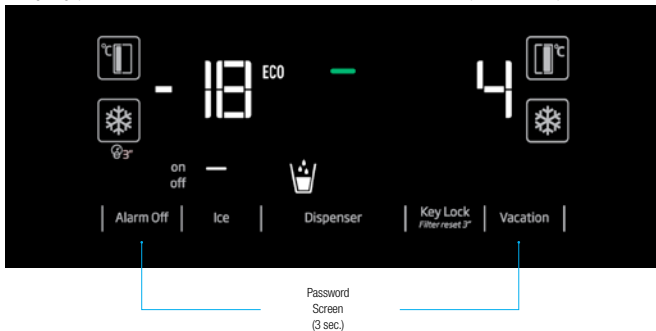 °C
°C
- 18 ECO
4
3"
on
off
Alarm Off
Ice
Dispenser
Key Lock
Filter reset 3"
Vacation
Password
Screen
(3 sec.)